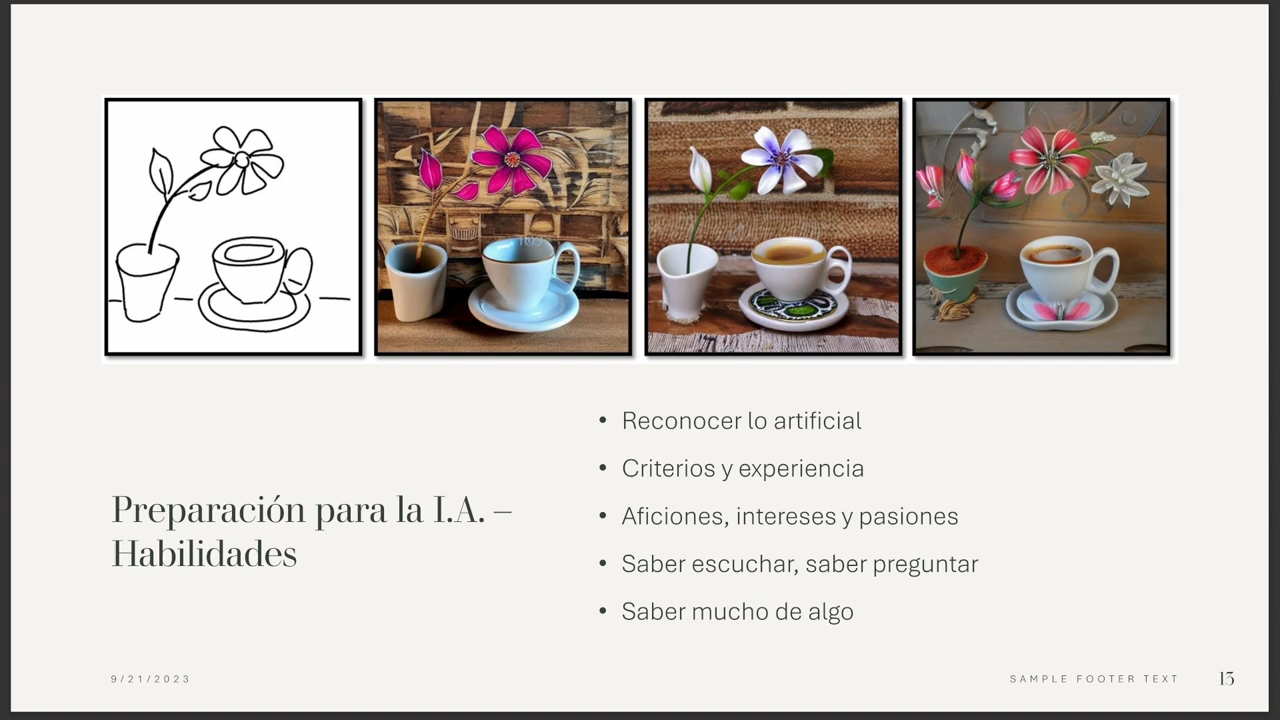 Preparación para la I.A. –
Habilidades
• Reconocer lo artificial
• Criterios y experiencia
• Aficiones, intereses y pasiones
• Saber escuchar, saber preguntar
• Saber mucho de algo
9/21/2023
SAMPLE FOOTER TEXT
13